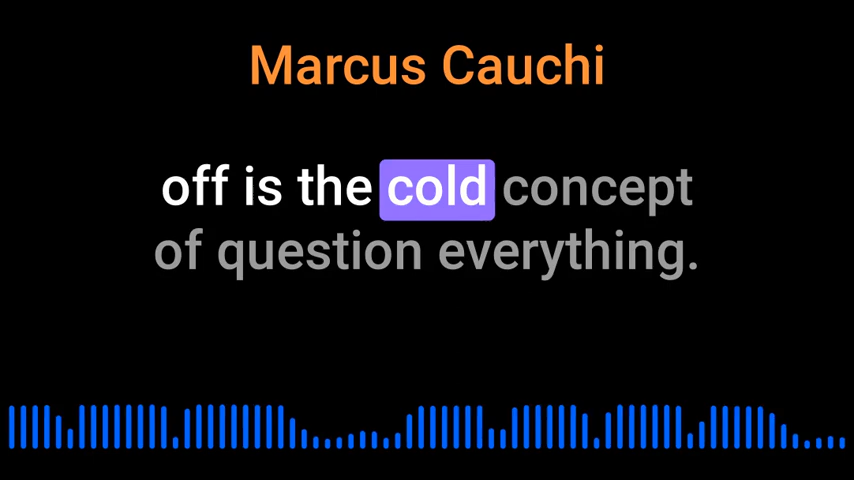 Marcus Cauchi
off is the cold concept
of question everything.